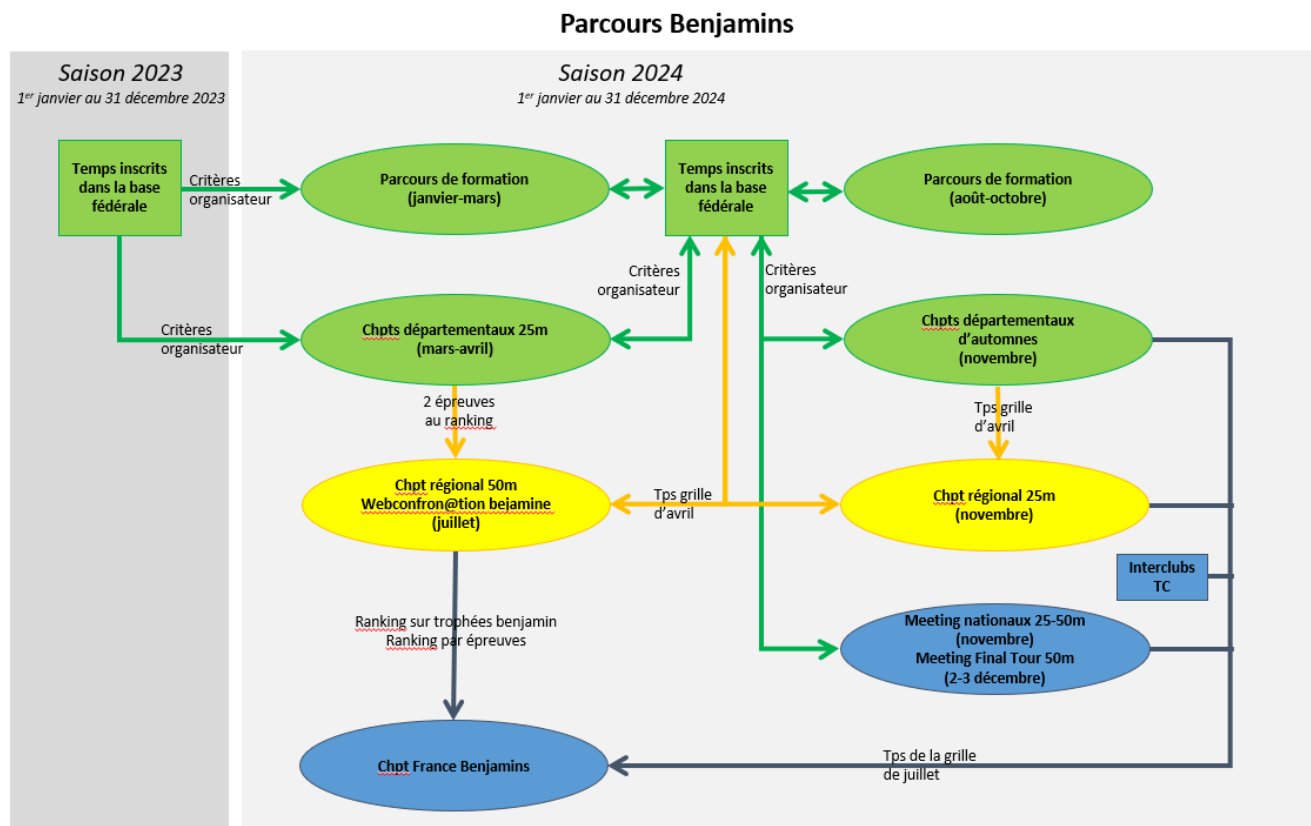 Parcours Benjamins
Saison 2023
1er janvier au 31 décembre 2023
Saison 2024
1er janvier au 31 décembre 2024
Temps inscrits
dans la base
fédérale
Critères
organisateur
Parcours de formation
(janvier-mars)
Temps inscrits
dans la base
fédérale
Parcours de formation
(août-octobre)
Critères
organisateur
Critères
organisateur
Critères
organisateur
Chpts départementaux 25m
(mars-avril)
Chpts départementaux
d'automnes
(novembre)
2 épreuves
au ranking
Tps grille
d'avril
Chpt régional 50m
Webconfron@tion bejamine
(juillet)
Tps grille
d'avril
Chpt régional 25m
(novembre)
Interclubs
TC
Ranking sur trophées benjamin
Ranking par épreuves
Meeting nationaux 25-50m
(novembre)
Meeting Final Tour 50m
(2-3 décembre)
Chpt France Benjamins
Tps de la grille
de juillet